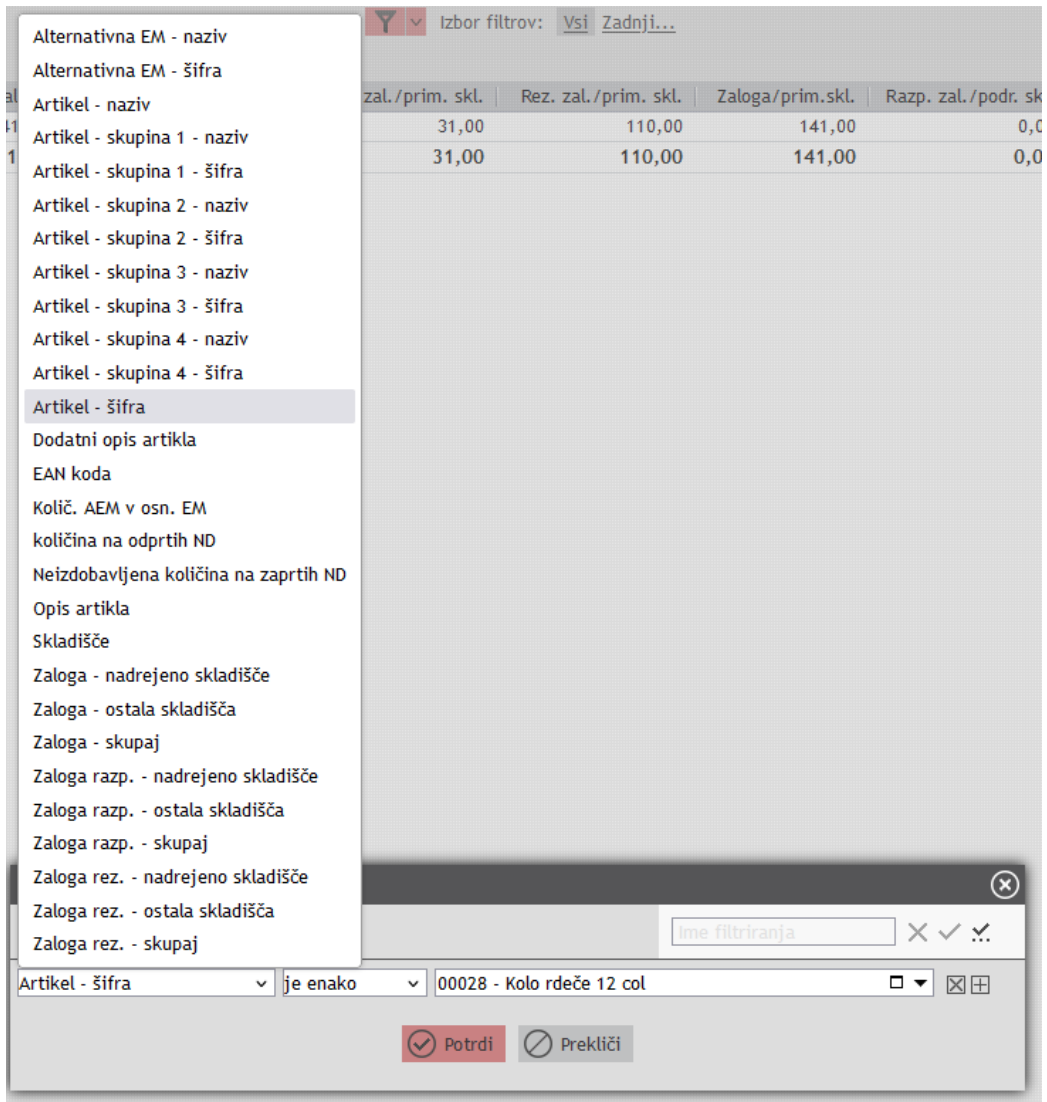 Izbor filtrov: Vsi Zadnji...
zal./prim. skl. Rez. zal./prim. skl. Zaloga/prim.skl. Razp. zal./podr. sk
31,00 110,00 141,00 0,0
31,00 110,00 141,00 0,0
Alternativna EM - naziv
Alternativna EM - šifra
Artikel - naziv
Artikel - skupina 1 - naziv
Artikel - skupina 1 - šifra
Artikel - skupina 2 - naziv
Artikel - skupina 2 - šifra
Artikel - skupina 3 - naziv
Artikel - skupina 3 - šifra
Artikel - skupina 4 - naziv
Artikel - skupina 4 - šifra
Artikel - šifra
Dodatni opis artikla
EAN koda
Količ. AEM v osn. EM
količina na odprtih ND
Neizdobavljena količina na zaprtih ND
Opis artikla
Skladišče
Zaloga - nadrejeno skladišče
Zaloga - ostala skladišča
Zaloga - skupaj
Zaloga razp. - nadrejeno skladišče
Zaloga razp. - ostala skladišča
Zaloga razp. - skupaj
Zaloga rez. - nadrejeno skladišče
Zaloga rez. - ostala skladišča
Zaloga rez. - skupaj
Ime filtriranja
Artikel - šifra je enako 00028 - Kolo rdeče 12 col
Potrdi Prekliči